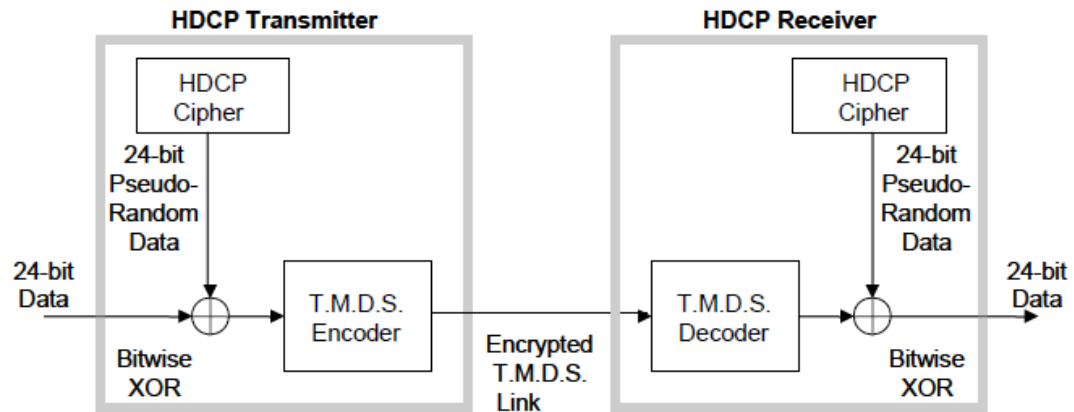 HDCP Transmitter
HDCP
Cipher
24-bit
Pseudo-
Random
Data
24-bit
Data
Bitwise
XOR
T.M.D.S.
Encoder
Encrypted
T.M.D.S.
Link
HDCP Receiver
HDCP
Cipher
24-bit
Pseudo-
Random
Data
T.M.D.S.
Decoder
Bitwise
XOR
24-bit
Data